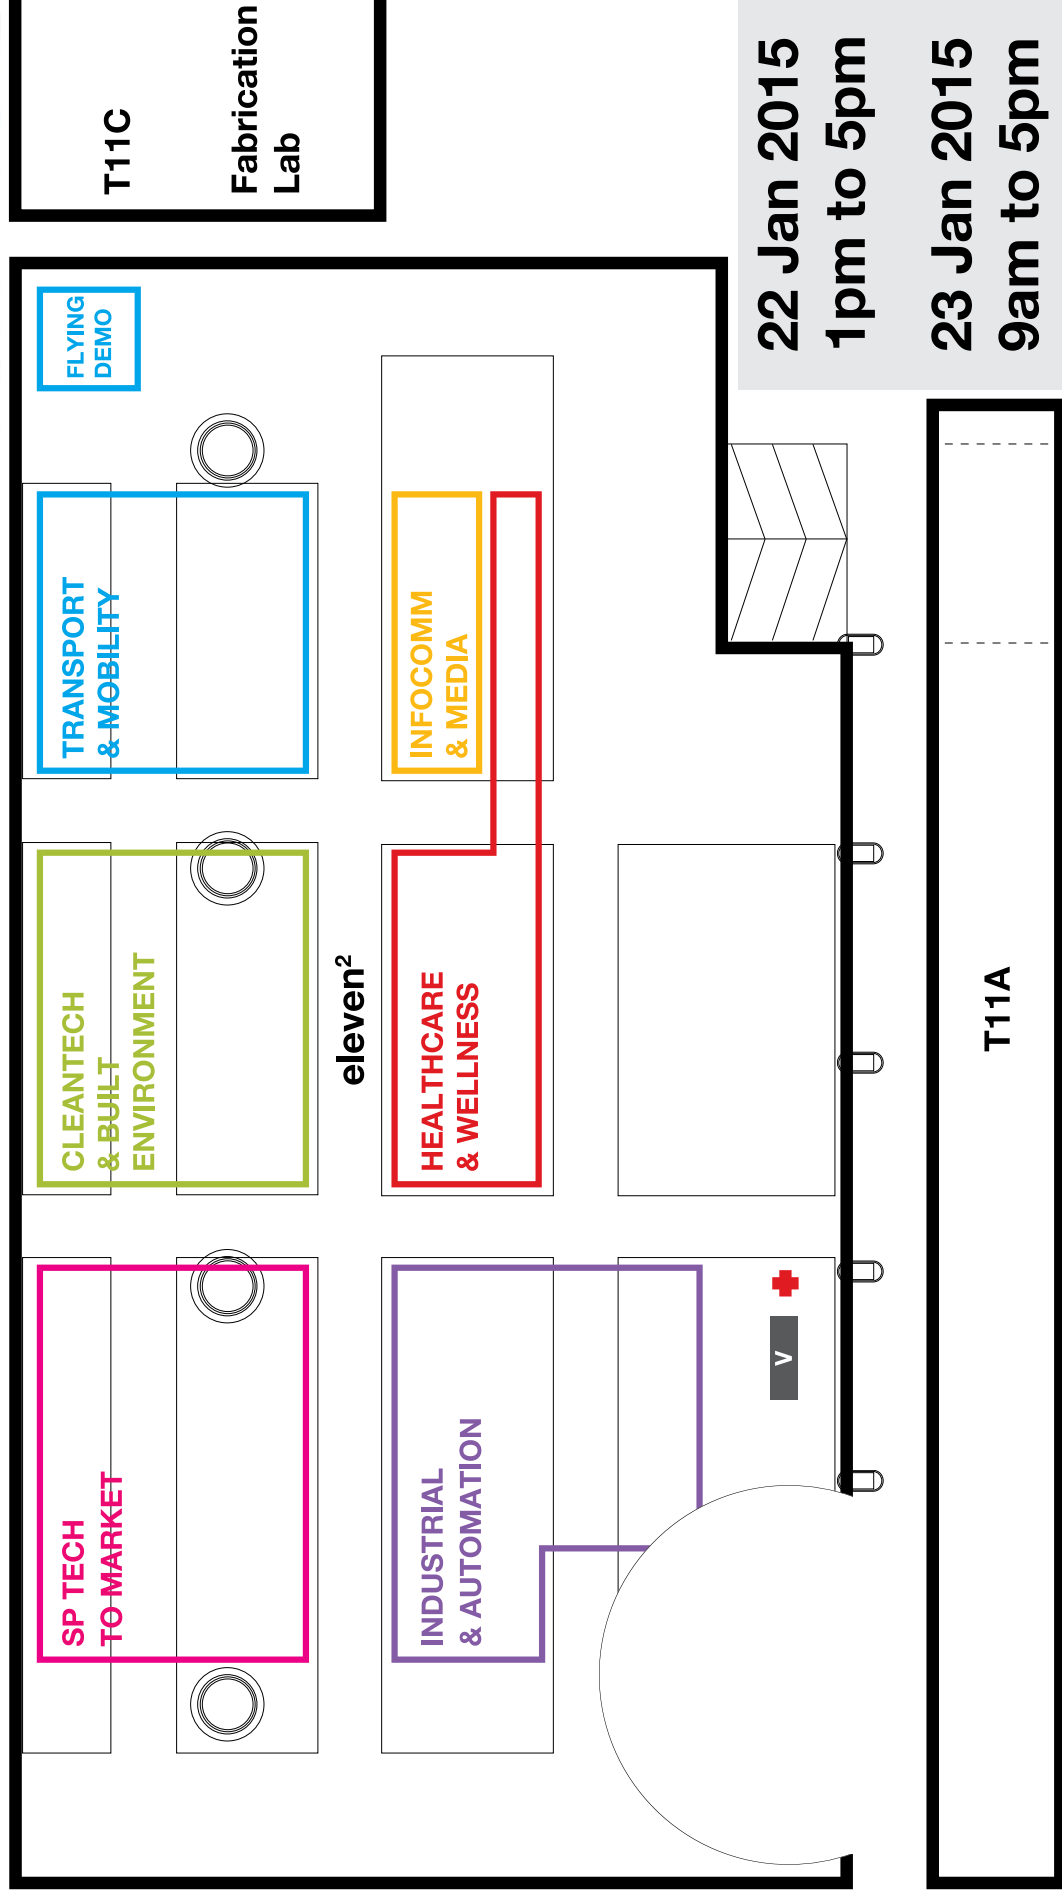 T11C
Fabrication
Lab
22 Jan 2015
1pm to 5pm
23 Jan 2015
9am to 5pm
FLYING
DEMO
TRANSPORT
& MOBILITY
INFOCOMM
& MEDIA
CLEANTECH
& BUILT
ENVIRONMENT
eleven²
HEALTHCARE
& WELLNESS
SP TECH
TO MARKET
INDUSTRIAL
& AUTOMATION
V
T11A